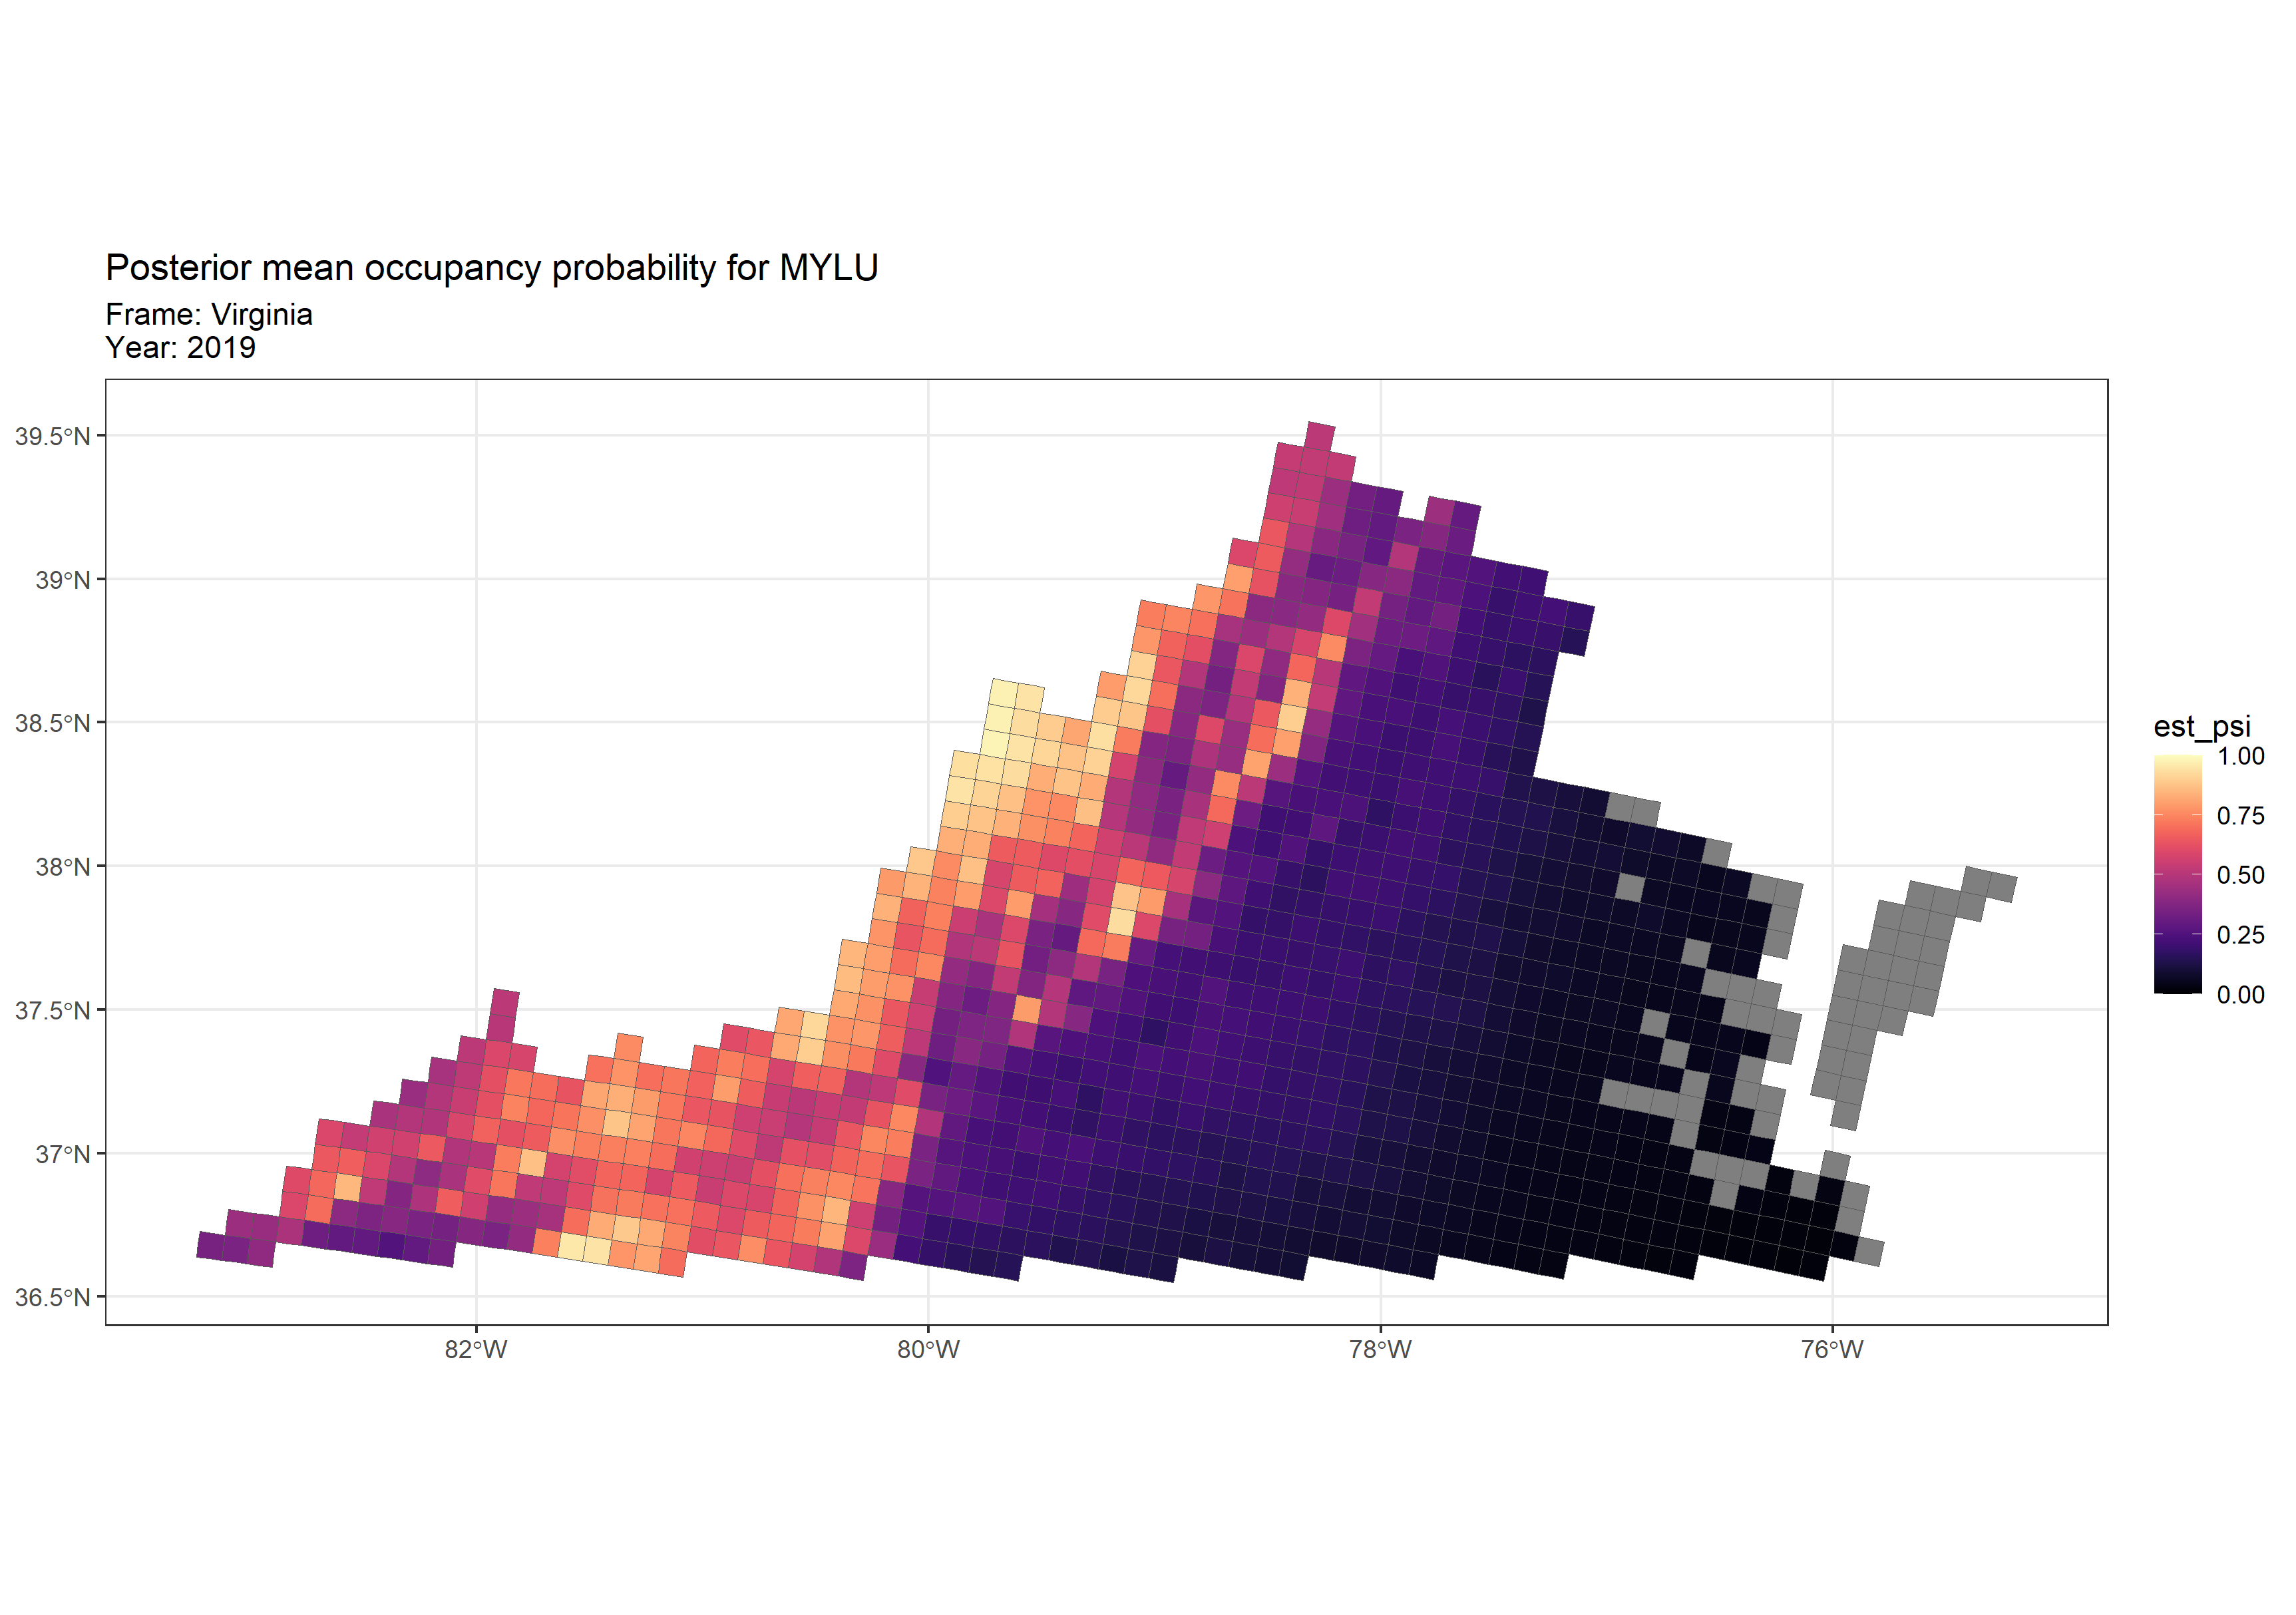 Posterior mean occupancy probability for MYLU
Frame: Virginia
Year: 2019
39.5°N
39°N
38.5°N
38°N
37.5°N
37°N
36.5°N
82°W
80°W
78°W
76°W
est_psi
1.00
0.75
0.50
0.25
0.00